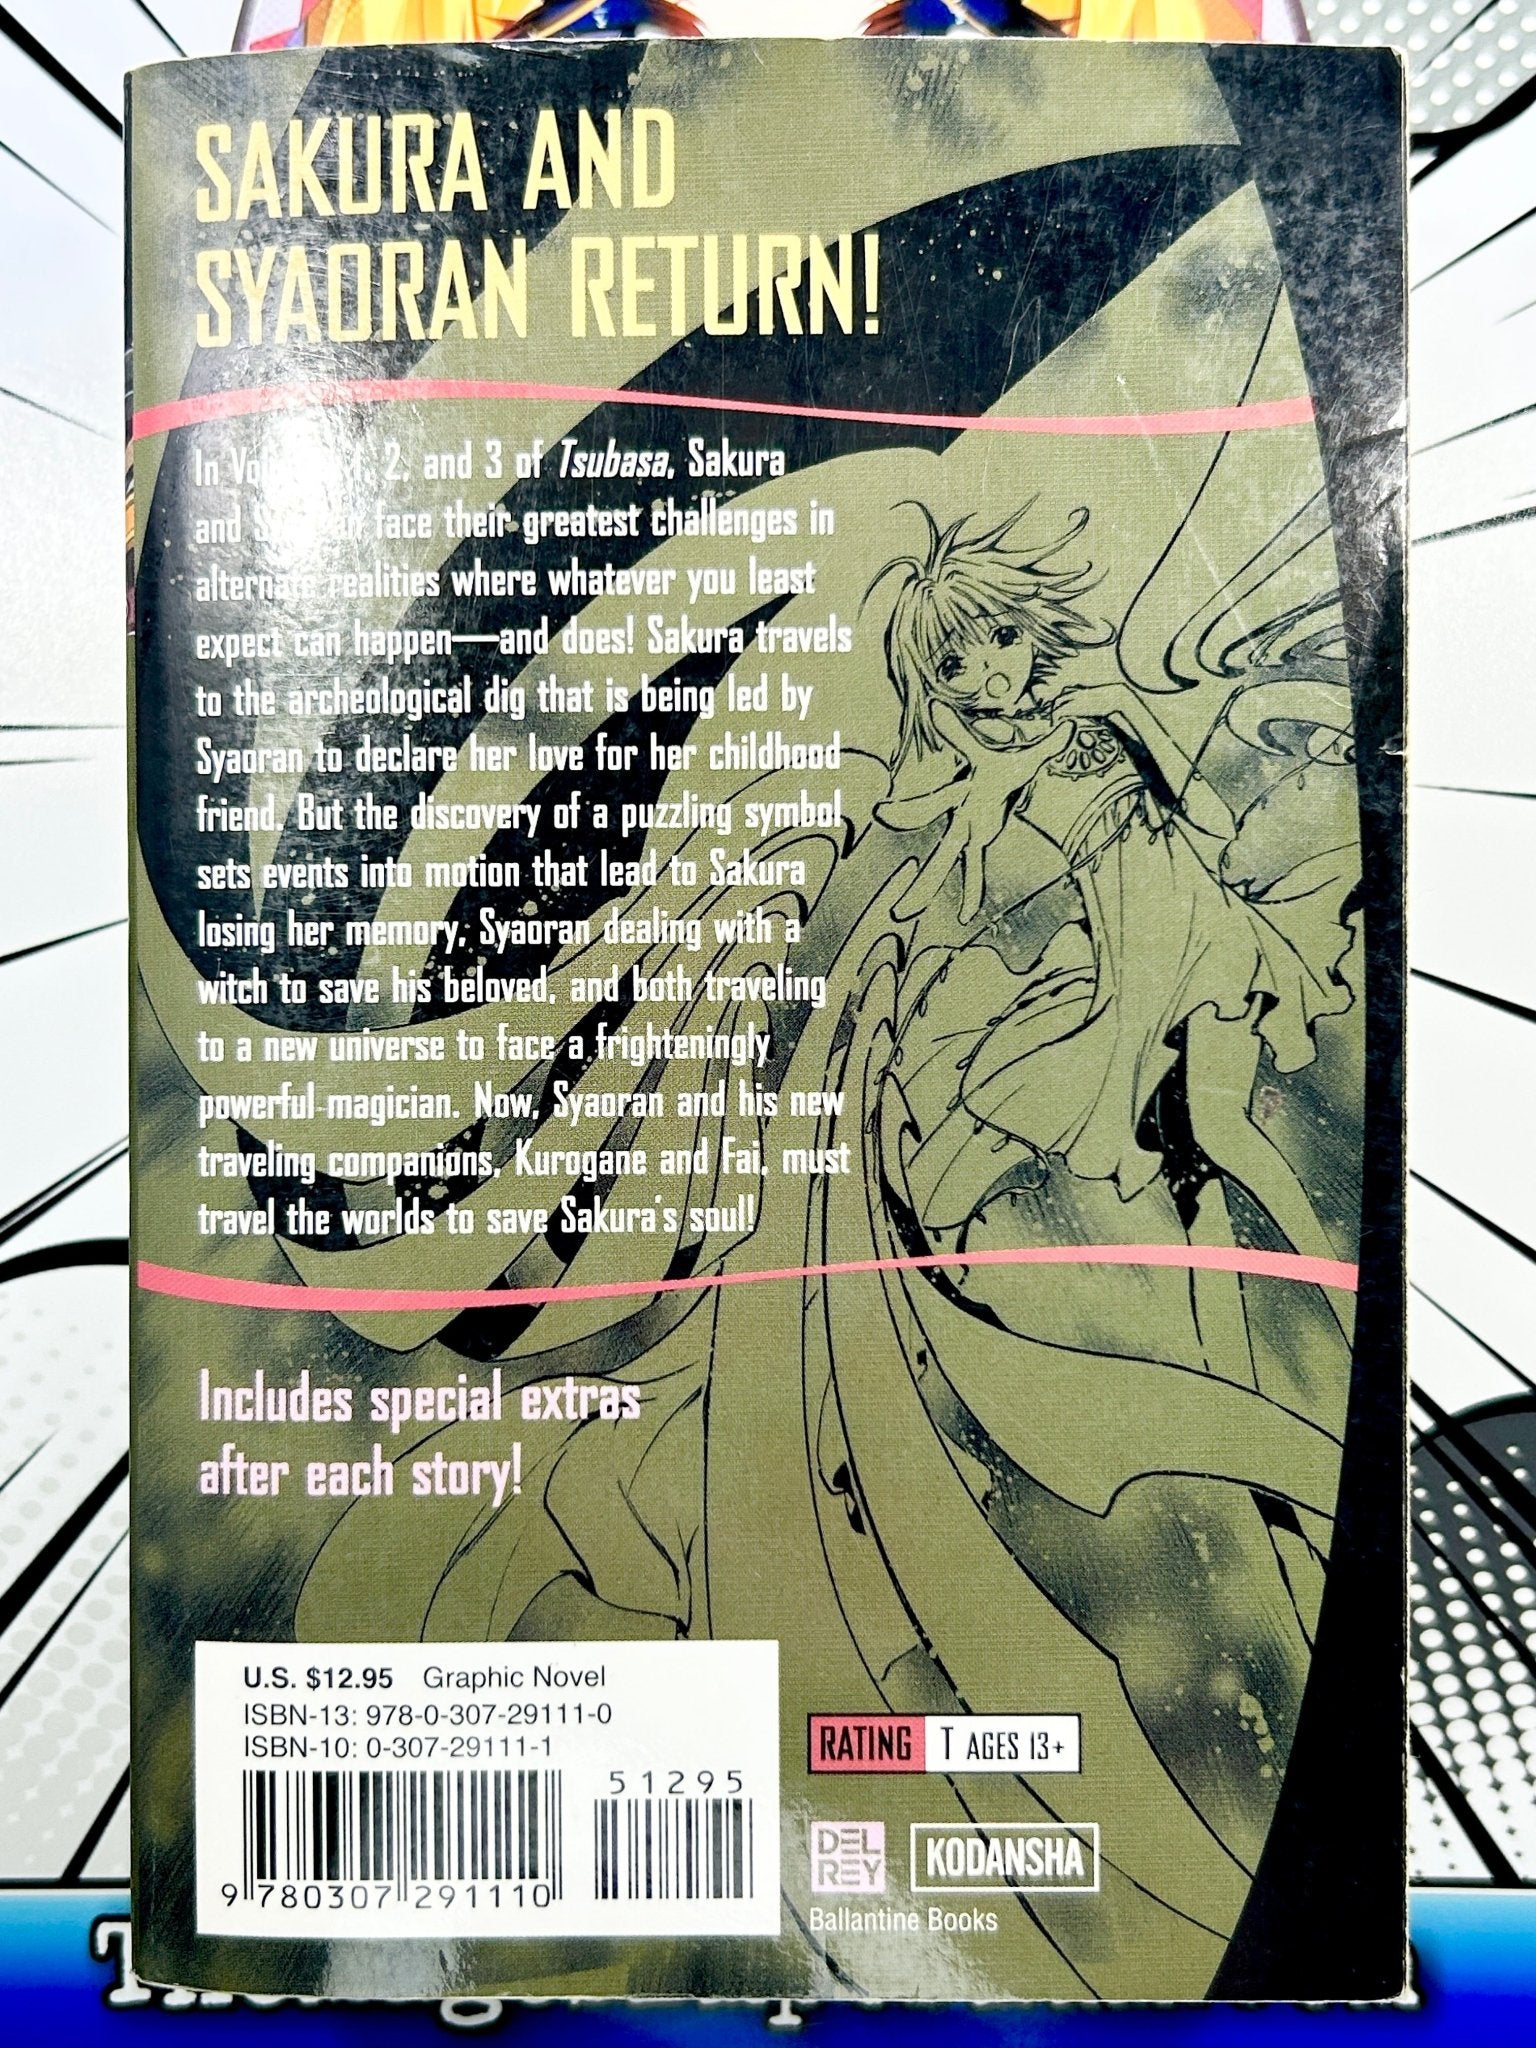 SAKURA AND
SYAORAN RETURN!
In 1, 2, and 3 of Tsubasa, Sakura
and face their greatest challenges in
alternate realities where whatever you least
expect can happen—and does! Sakura travels
to the archeological dig that is being led by
Syaoran to declare her love for her childhood
friend. But the discovery of a puzzling symbol
sets events into motion that lead to Sakura
losing her memory, Syaoran dealing with a
witch to save his beloved, and both traveling
to a new universe to face a frighteningly
powerful magician. Now, Syaoran and his new
traveling companions, Kurogane and Fai, must
travel the worlds to save Sakura's soul!
Includes special extras
after each story!
U.S. $12.95 Graphic Novel
ISBN-13: 978-0-307-29111-0
ISBN-10: 0-307-29111-1
51295
9 780307 291110
RATING T AGES 13+
DEL
REY
KODANSHA
Ballantine Books